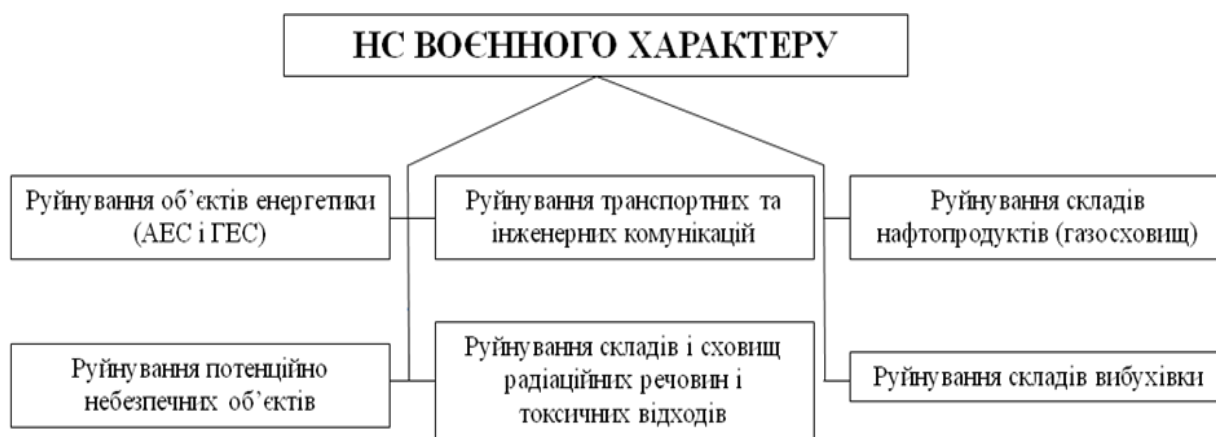 НС ВОЄННОГО ХАРАКТЕРУ
Руйнування об’єктів енергетики
(АЕС і ГЕС)
Руйнування транспортних та
інженерних комунікацій
Руйнування складів
нафтопродуктів (газосховищ)
Руйнування потенційно
небезпечних об’єктів
Руйнування складів і сховищ
радіаційних речовин і
токсичних відходів
Руйнування складів вибухівки